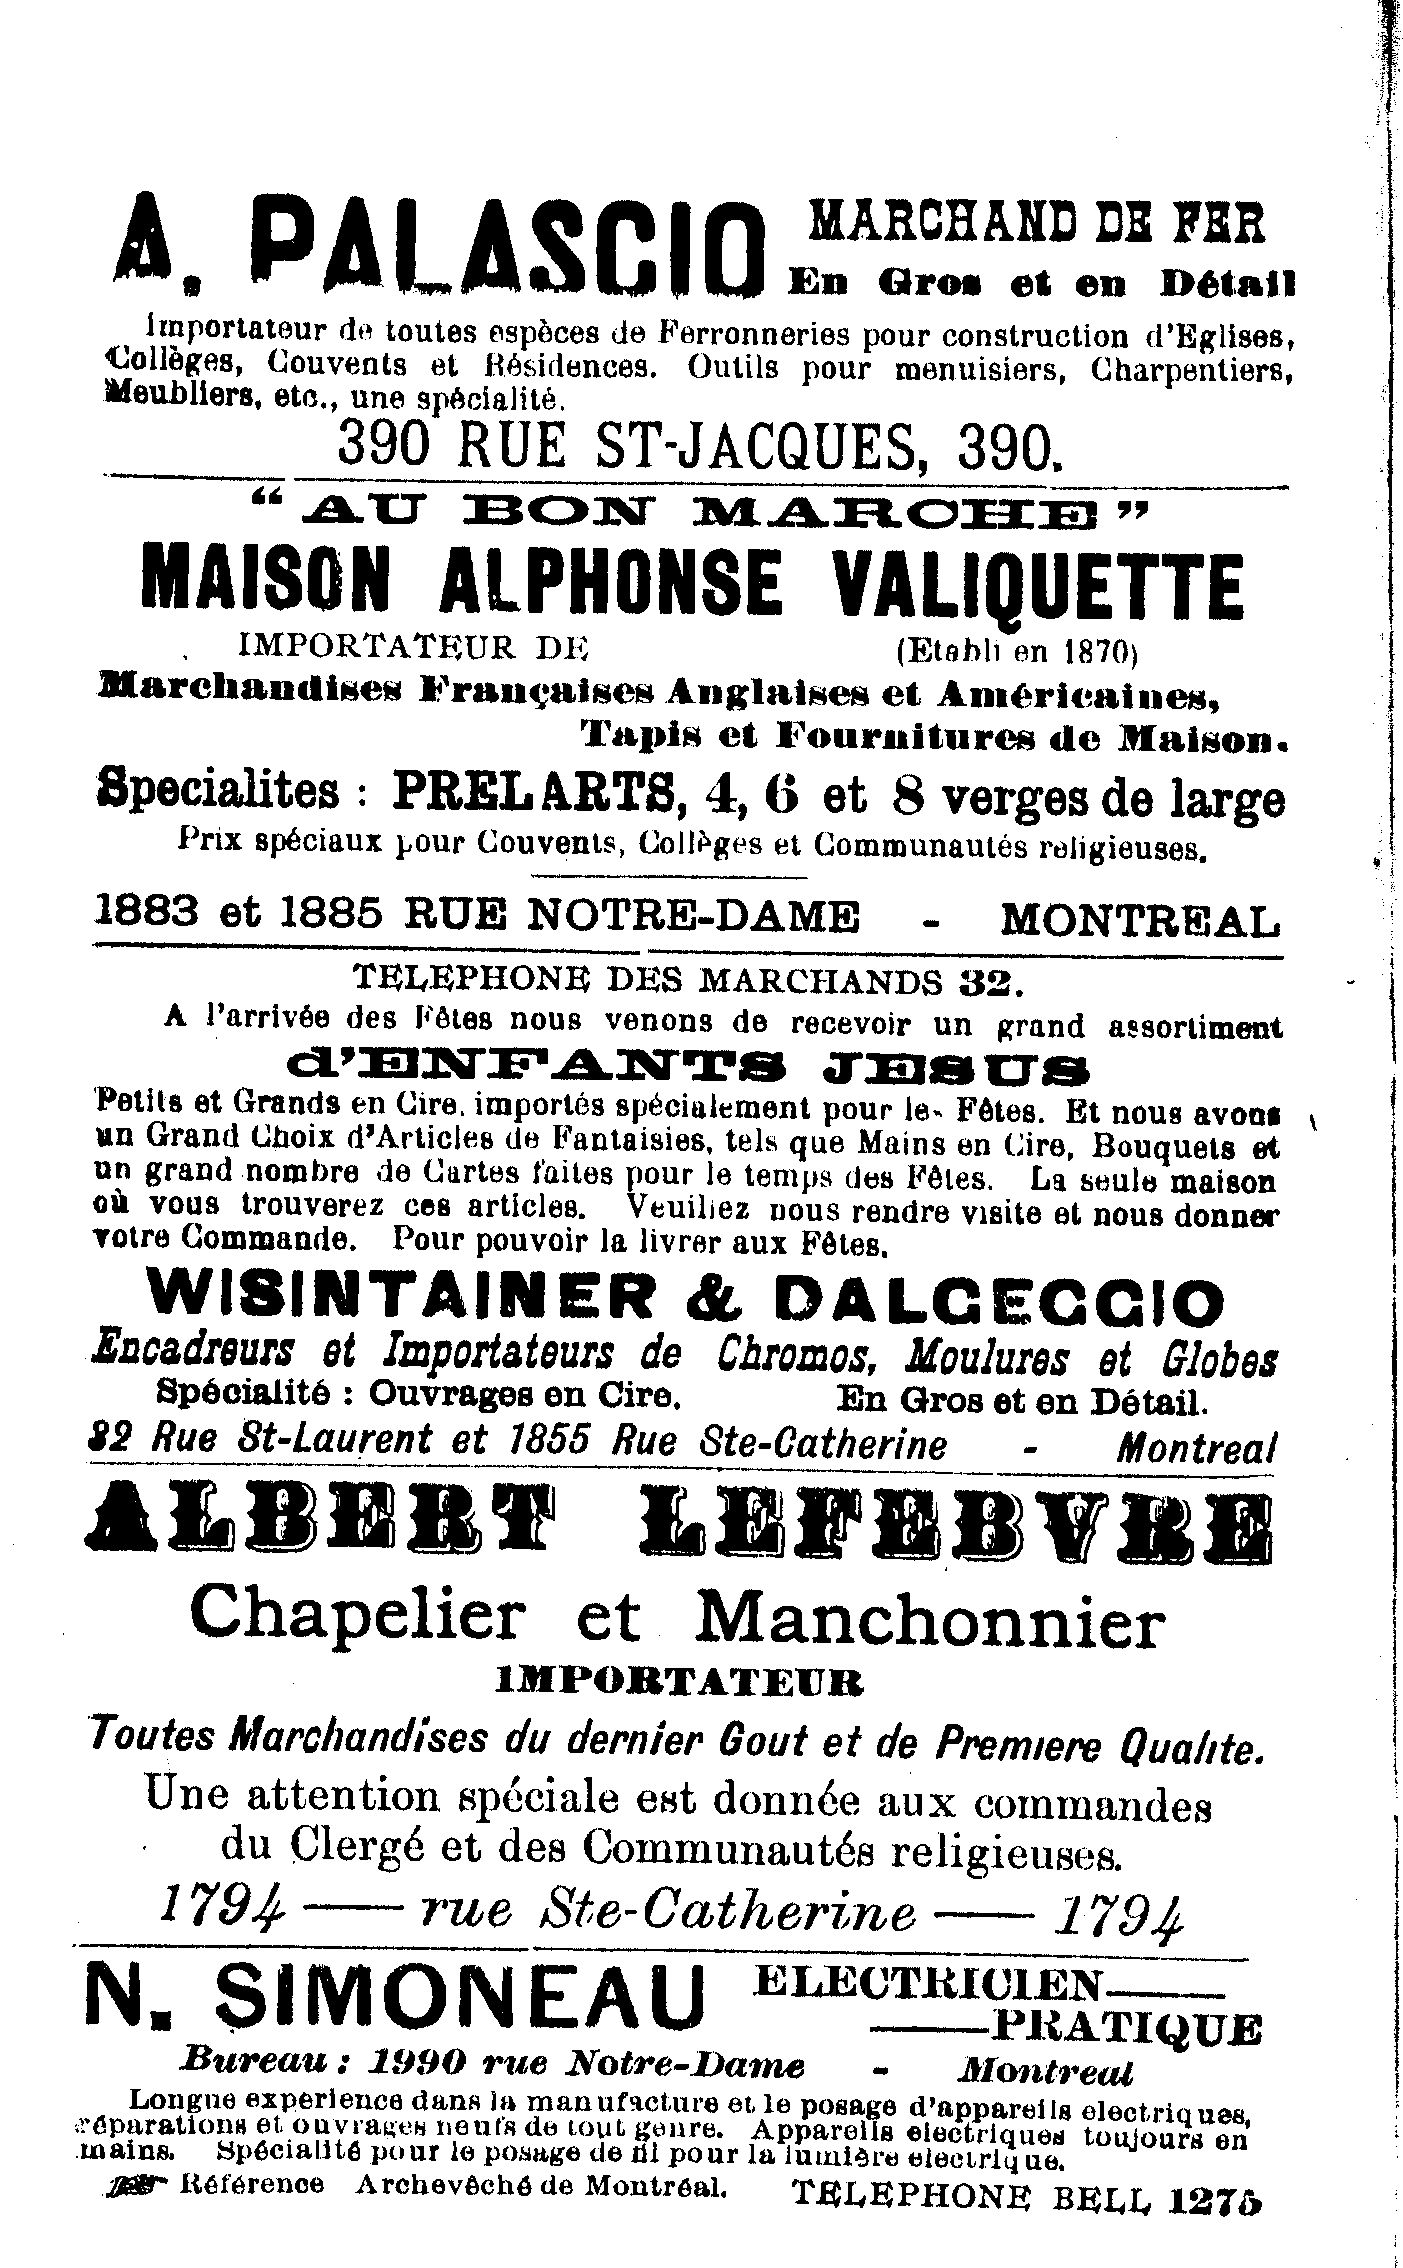 A. PALASCIO MARCHAND DE FER
En Gros et en Détail
Importateur de toutes espèces de Ferronneries pour construction d'Eglises,
Collèges, Couvents et Résidences. Outils pour menuisiers, Charpentiers,
Meubliers, etc., une spécialité.
390 RUE ST-JACQUES, 390.
"AU BON MARCHE"
MAISON ALPHONSE VALIQUETTE
IMPORTATEUR DE (Etabli en 1870)
Marchandises Françaises Anglaises et Américaines,
Tapis et Fournitures de Maison.
Specialites : PRELARTS, 4, 6 et 8 verges de large
Prix spéciaux pour Couvents, Collèges et Communautés religieuses.
1883 et 1885 RUE NOTRE-DAME - MONTREAL
TELEPHONE DES MARCHANDS 32.
A l'arrivée des Fêtes nous venons de recevoir un grand assortiment
d'ENFANTS JESUS
Petits et Grands en Cire, importés spécialement pour les Fêtes. Et nous avons
un Grand Choix d'Articles de Fantaisies, tels que Mains en Cire, Bouquets et
un grand nombre de Cartes faites pour le temps des Fêtes. La seule maison
où vous trouverez ces articles. Veuillez nous rendre visite et nous donner
votre Commande. Pour pouvoir la livrer aux Fêtes.
WISINTAINER & DALCEGGIO
Encadreurs et Importateurs de Chromos, Moulures et Globes
Spécialité : Ouvrages en Cire. En Gros et en Détail.
32 Rue St-Laurent et 1855 Rue Ste-Catherine - Montreal
ALBERT LEFEBVRE
Chapelier et Manchonnier
IMPORTATEUR
Toutes Marchandises du dernier Gout et de Premiere Qualite.
Une attention spéciale est donnée aux commandes
du Clergé et des Communautés religieuses.
1794 — rue Ste-Catherine — 1794
N. SIMONEAU ELECTRICIEN—
—PRATIQUE
Bureau : 1990 rue Notre-Dame - Montreal
Longue experience dans la manufacture et le posage d'appareils electriques,
réparations et ouvrages neufs de tout genre. Appareils electriques toujours en
mains. Spécialité pour le posage de fil pour la lumière electrique.
Référence Archevêché de Montréal. TELEPHONE BELL 1275